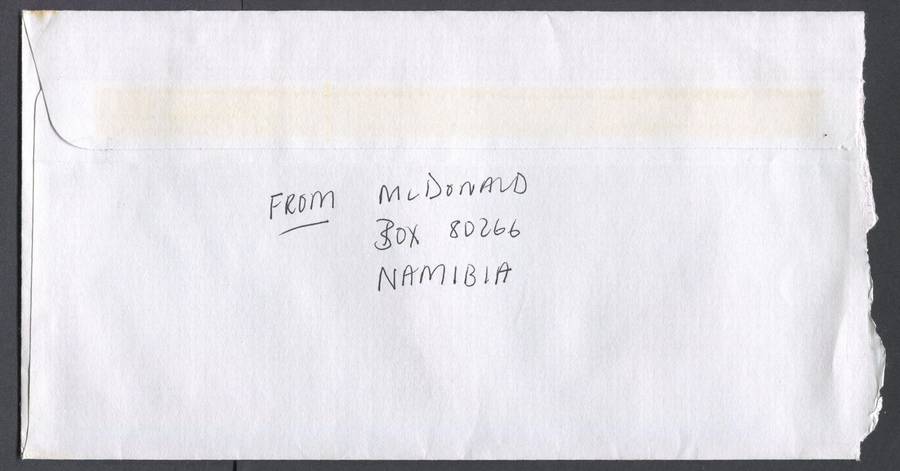 FROM McDONALD
BOX 80266
NAMIBIA